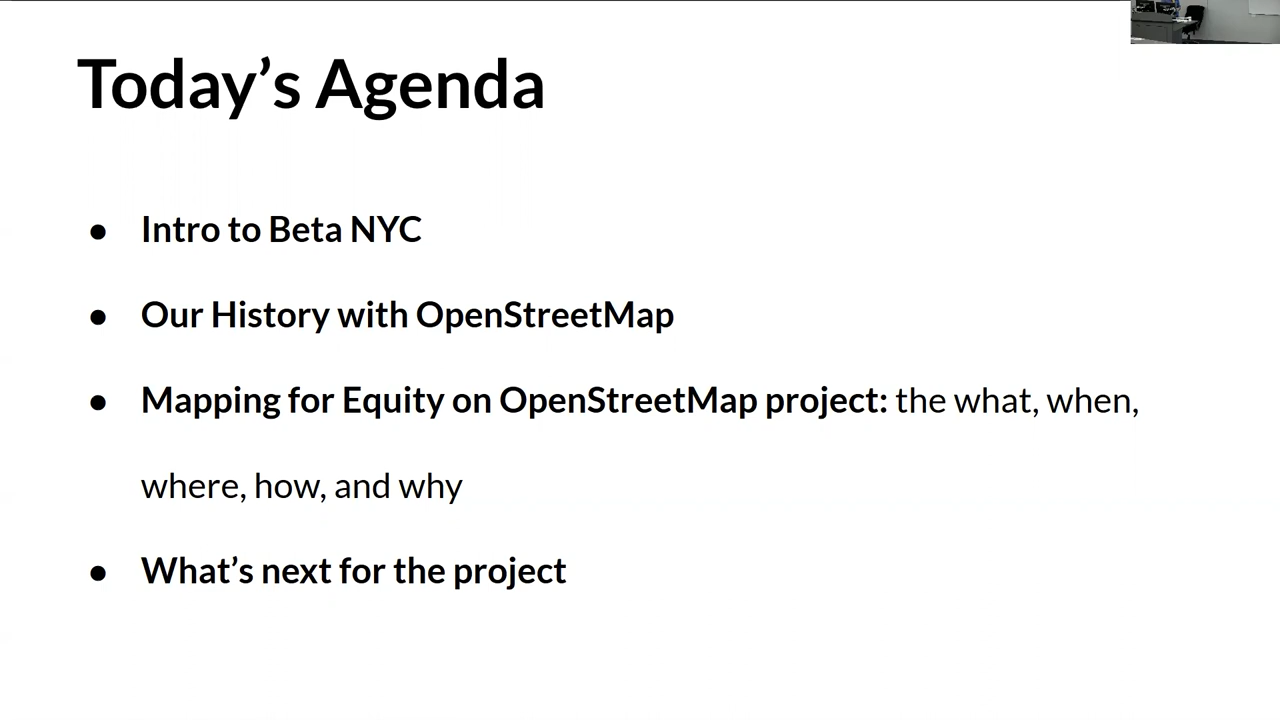 Today’s Agenda
● Intro to Beta NYC
● Our History with OpenStreetMap
● Mapping for Equity on OpenStreetMap project: the what, when,
where, how, and why
● What’s next for the project